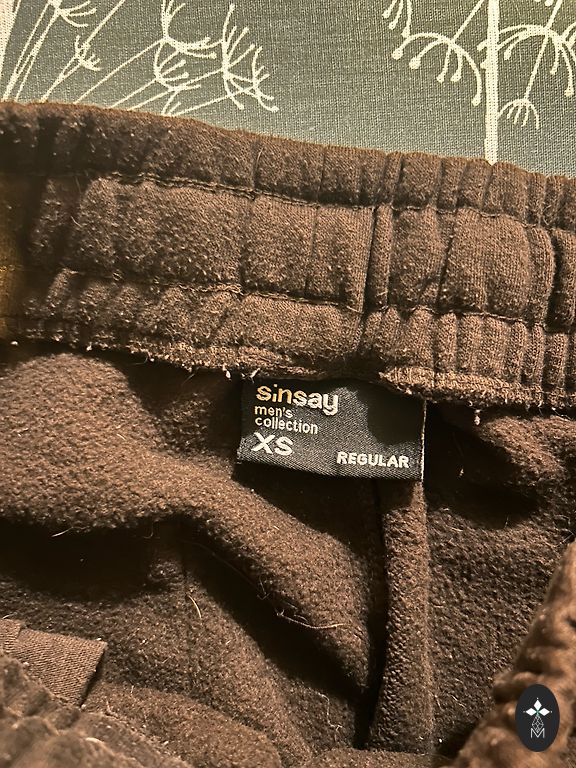 sinsay
men's
collection
XS
REGULAR
M